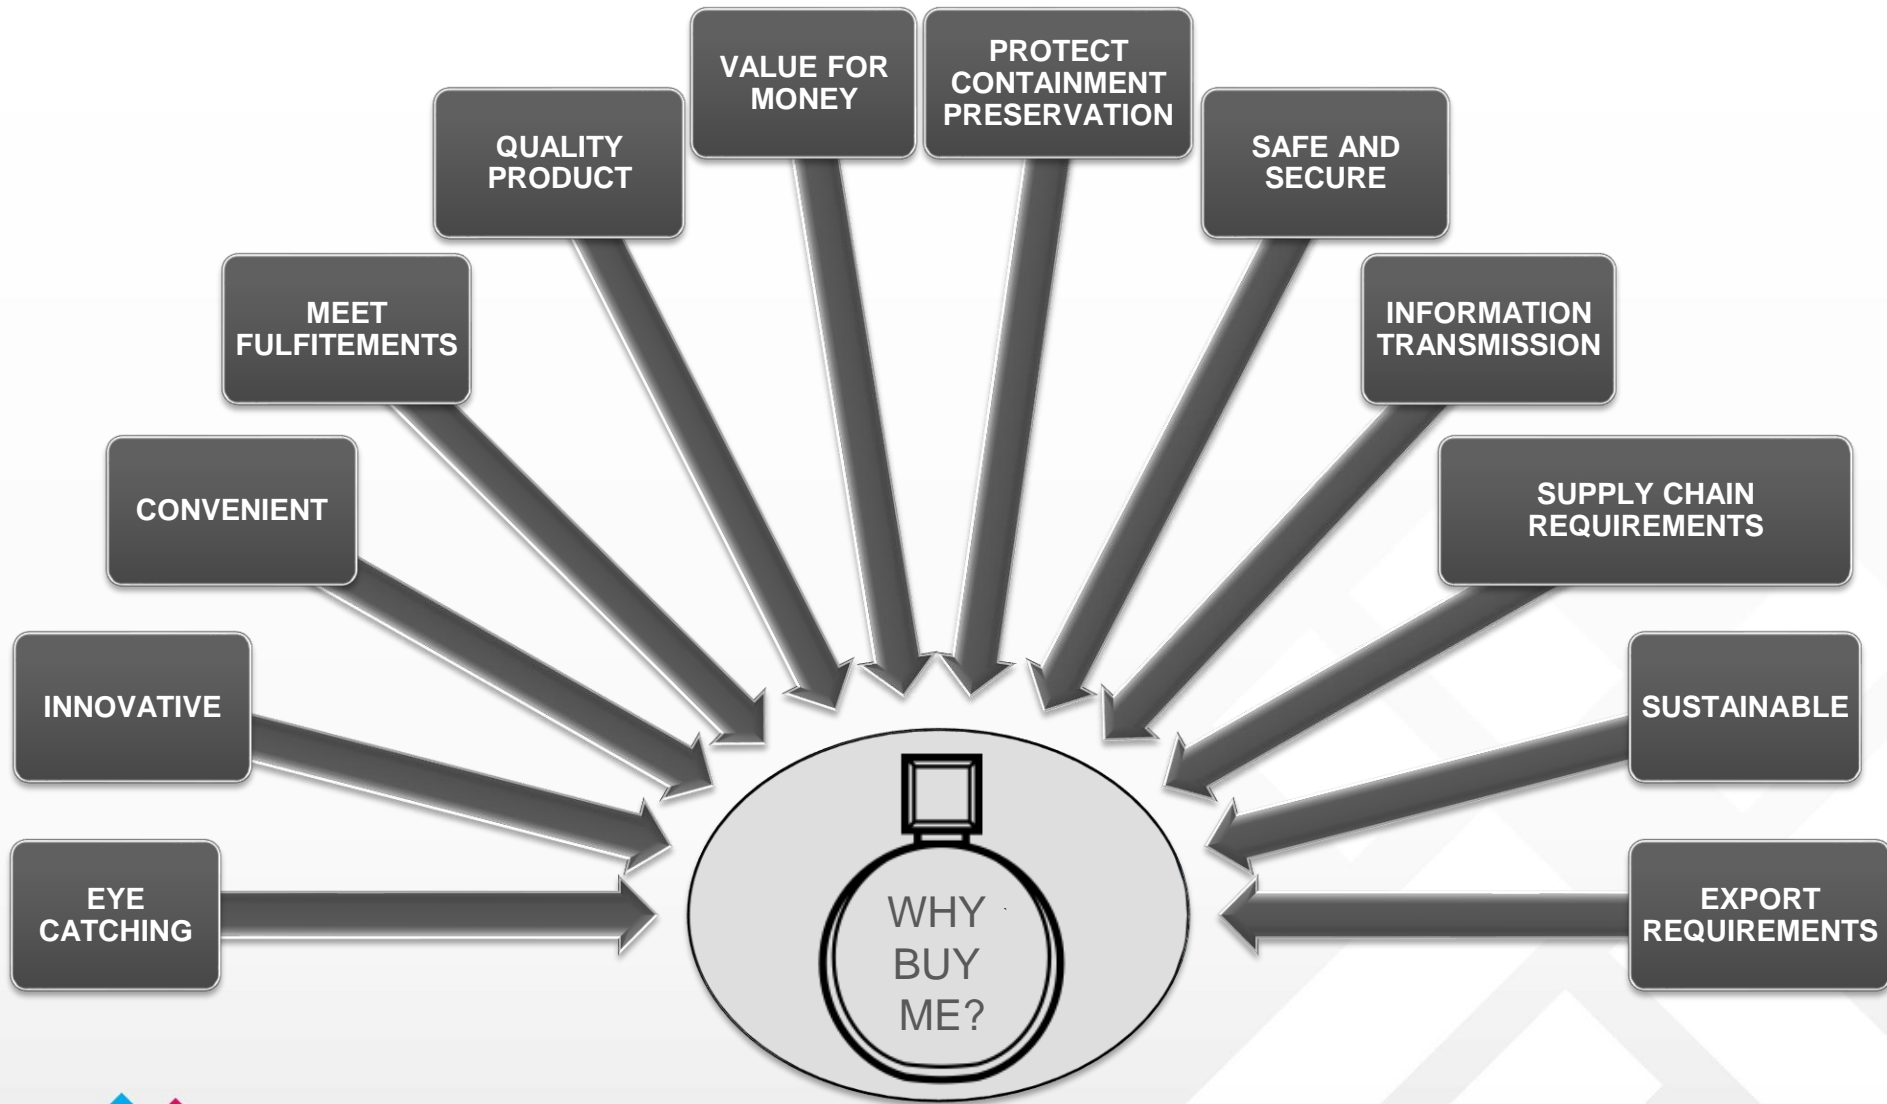 VALUE FOR
MONEY
PROTECT
CONTAINMENT
PRESERVATION
QUALITY
PRODUCT
SAFE AND
SECURE
MEET
FULFITEMENTS
INFORMATION
TRANSMISSION
CONVENIENT
SUPPLY CHAIN
REQUIREMENTS
INNOVATIVE
SUSTAINABLE
EYE
CATCHING
EXPORT
REQUIREMENTS
WHY
BUY
ME?